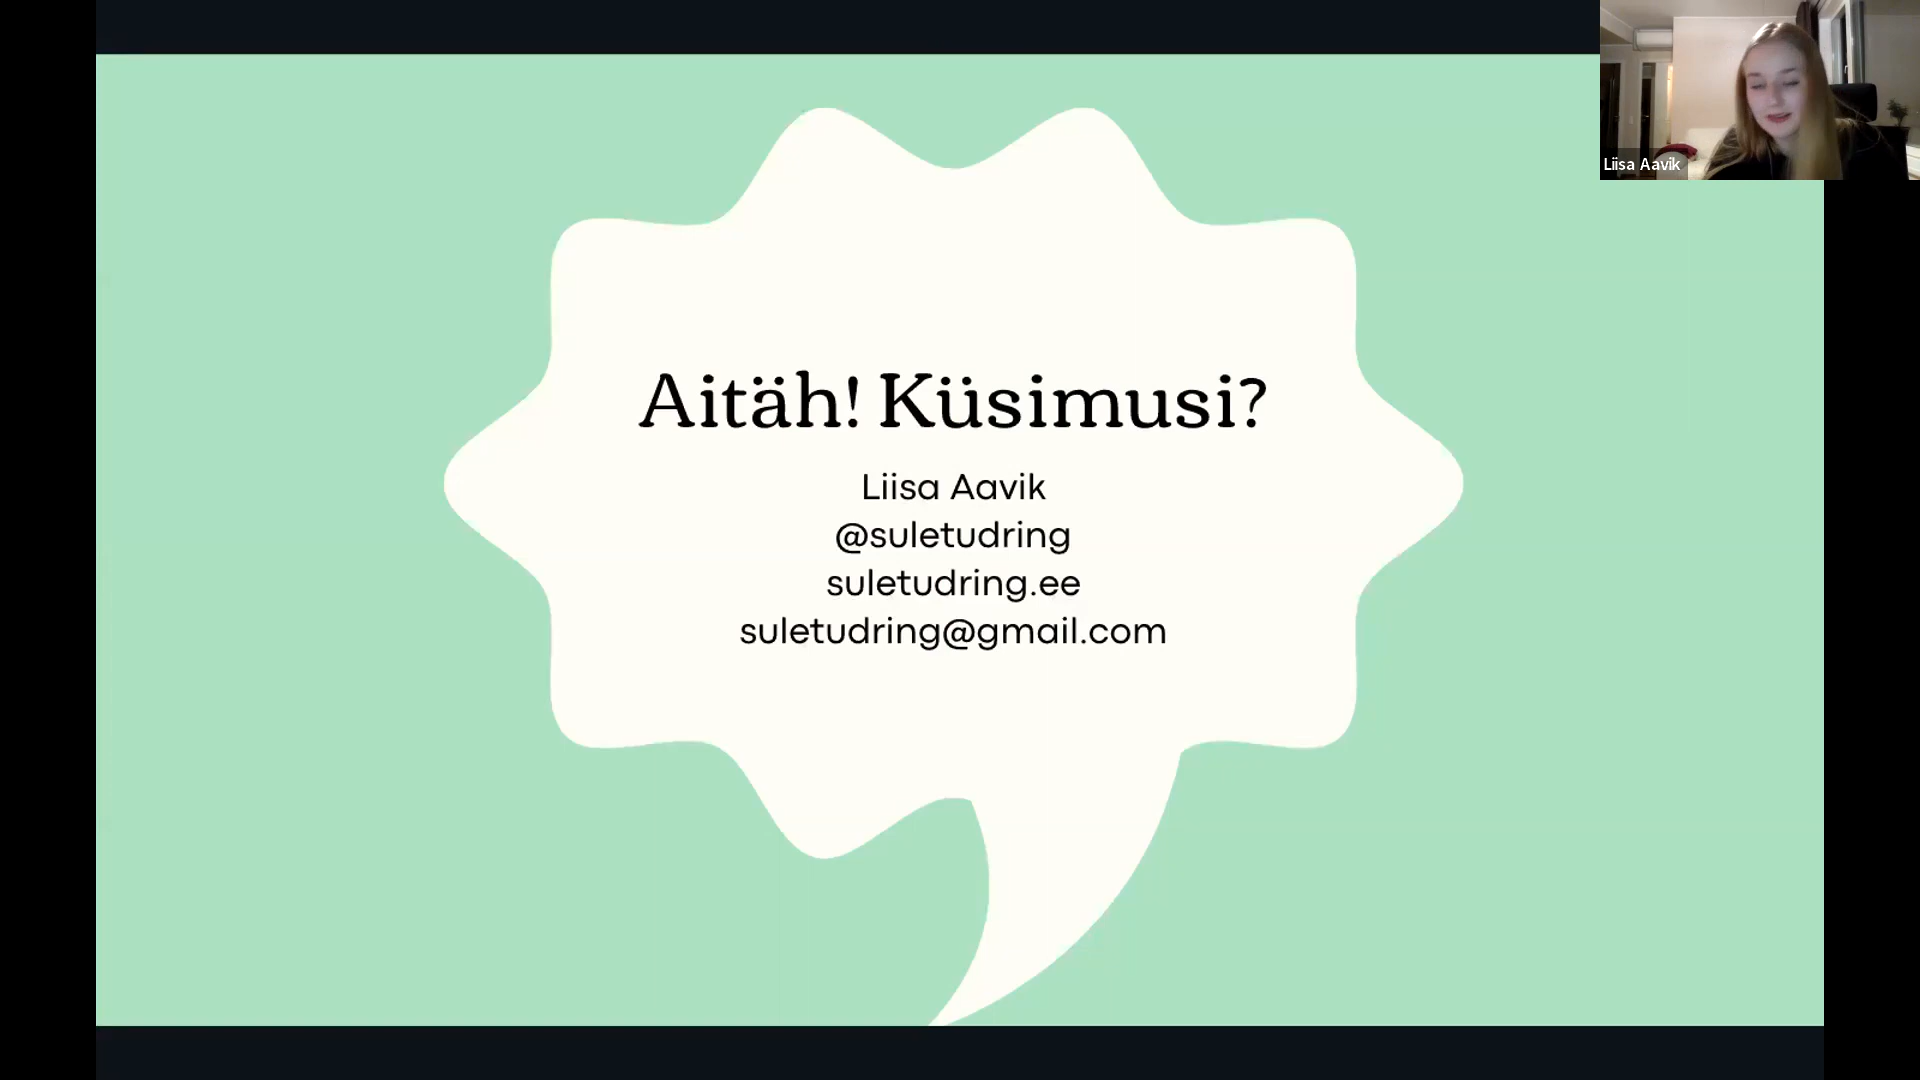 Aitäh! Küsimusi?
Liisa Aavik
@suletudring
suletudring.ee
suletudring@gmail.com
Liisa Aavik